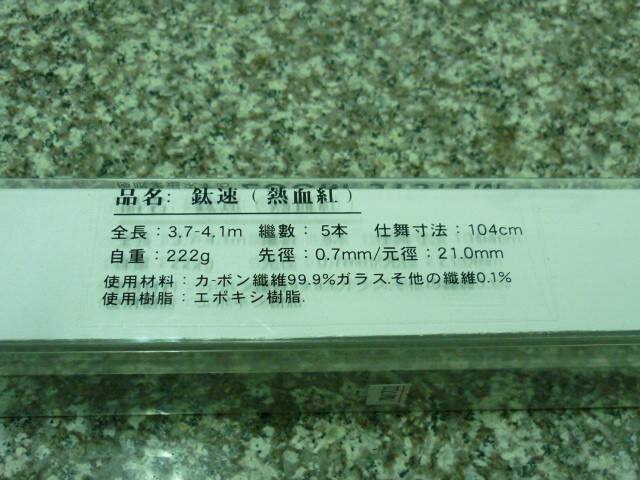 品名: 鈦速(熱血紅)
全長:3.7-4.1m 繼數:5本 仕舞寸法:104cm
自重:222g 先徑:0.7mm/元徑:21.0mm
使用材料:カ-ボン纖維99.9%ガラス.その他の纖維0.1%
使用樹脂:エポキシ樹脂.